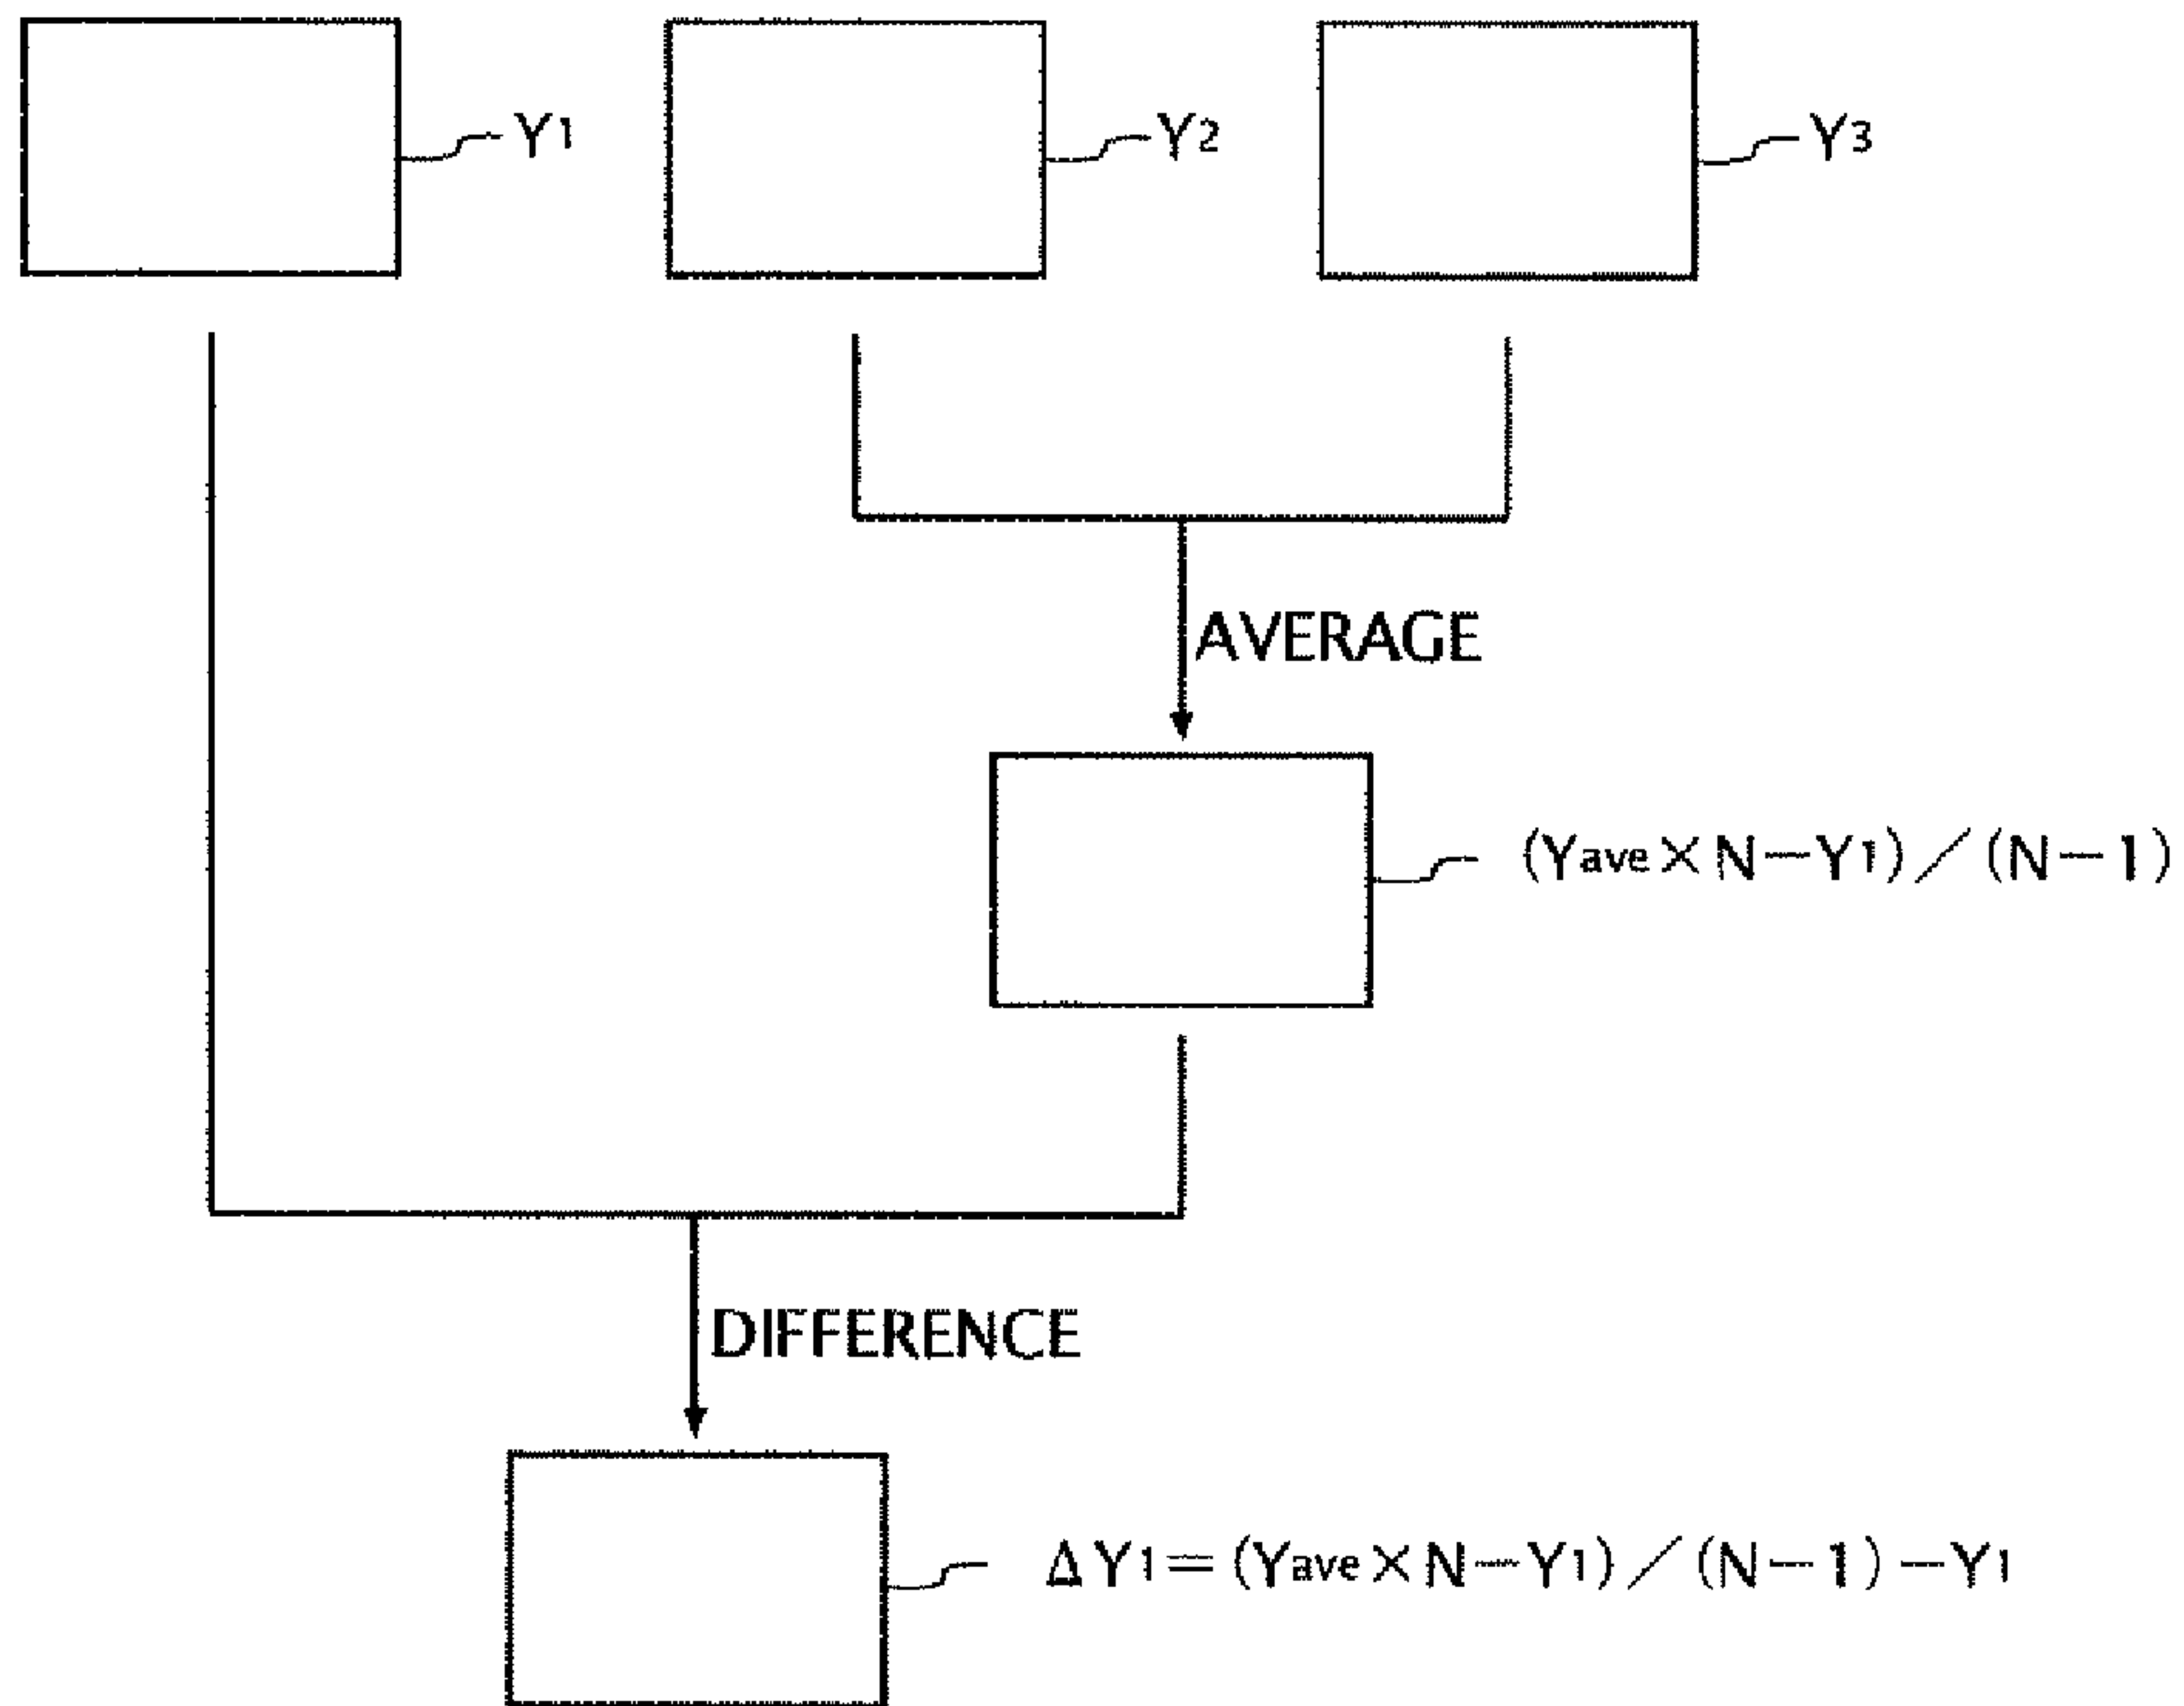 Y1
Y2
Y3
AVERAGE
(Yave×N−Y1)/(N−1)
DIFFERENCE
ΔY1=(Yave×N−Y1)/(N−1)−Y1